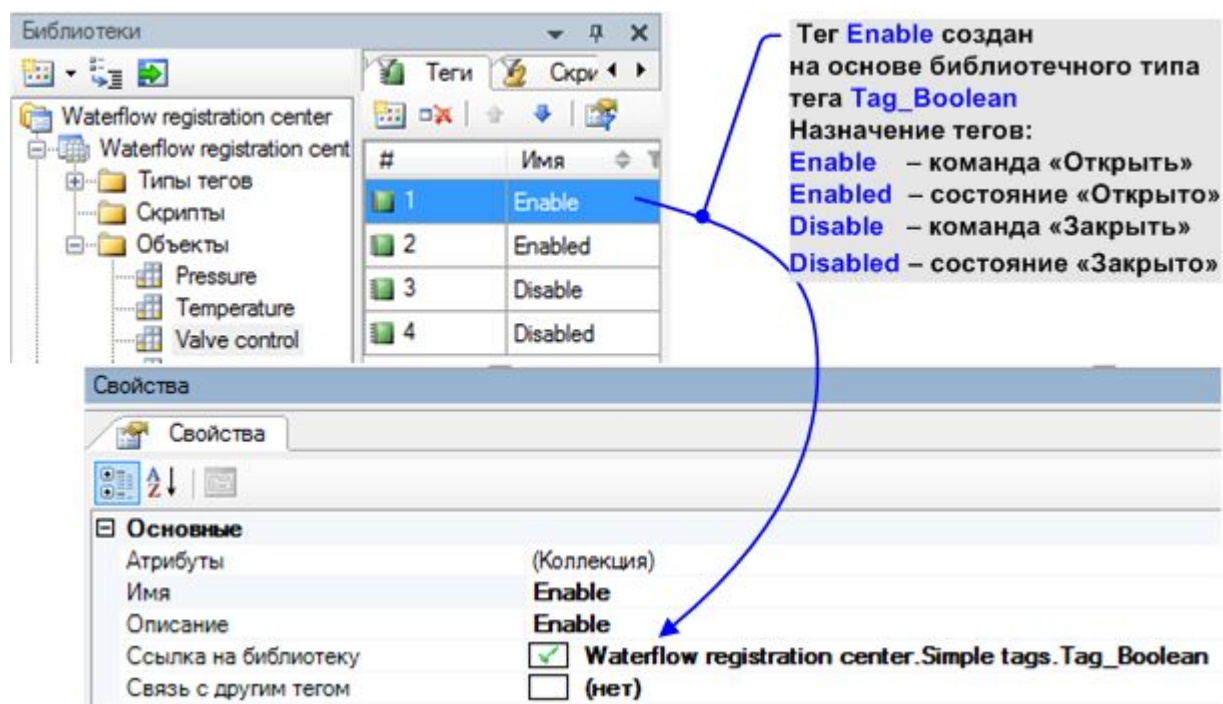 Библиотеки
Теги
Скри
Waterflow registration center
Waterflow registration cent
Типы тегов
Скрипты
Объекты
Pressure
Temperature
Valve control
# Имя
1 Enable
2 Enabled
3 Disable
4 Disabled
Тег Enable создан
на основе библиотечного типа
тега Tag_Boolean
Назначение тегов:
Enable – команда «Открыть»
Enabled – состояние «Открыто»
Disable – команда «Закрыть»
Disabled – состояние «Закрыто»
Свойства
Свойства
Основные
Атрибуты (Коллекция)
Имя Enable
Описание Enable
Ссылка на библиотеку Waterflow registration center.Simple tags.Tag_Boolean
Связь с другим тегом (нет)